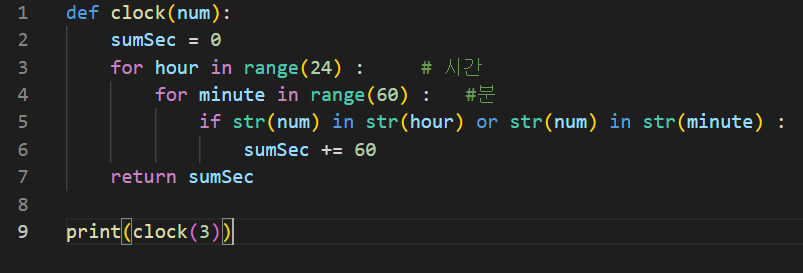 1 def clock(num):
2     sumSec = 0
3     for hour in range(24) :     # 시간
4         for minute in range(60) :   #분
5             if str(num) in str(hour) or str(num) in str(minute) :
6                 sumSec += 60
7     return sumSec
8
9 print(clock(3))